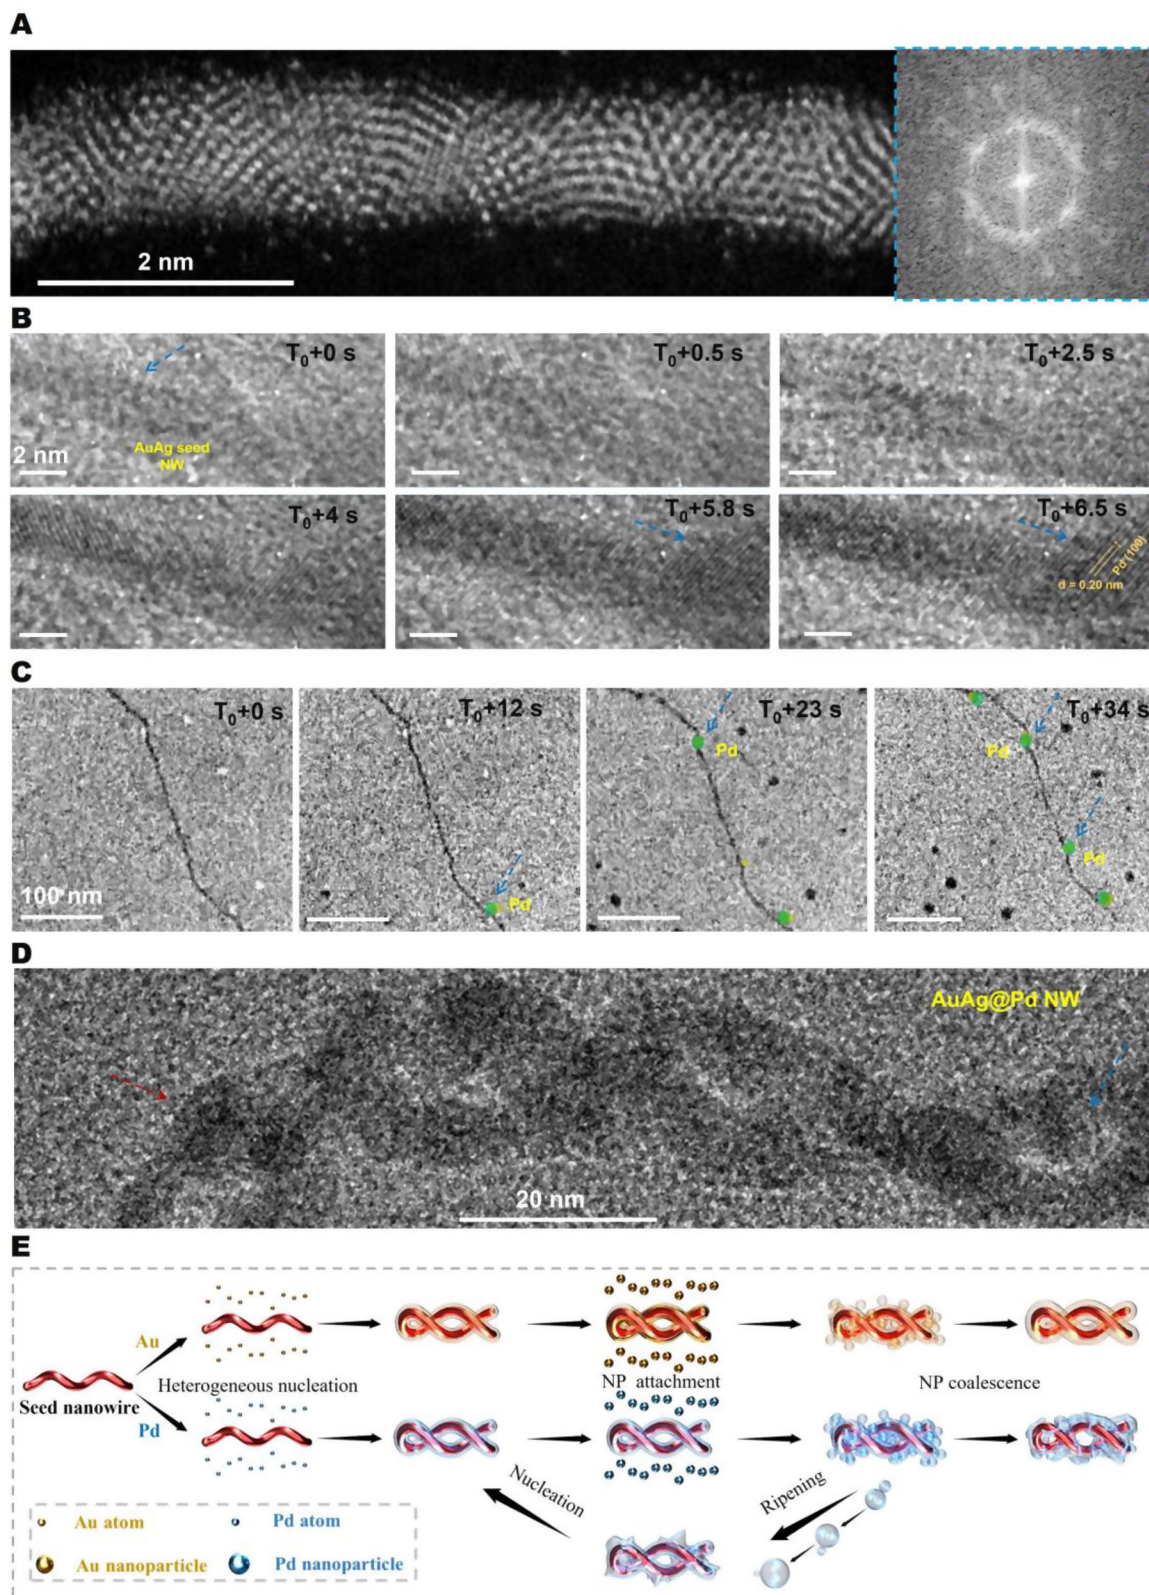 A
2 nm
B
T₀+0 s
T₀+0.5 s
T₀+2.5 s
AuAg seed
NW
2 nm
T₀+4 s
T₀+5.8 s
T₀+6.5 s
Pd (100)
d = 0.20 nm
C
T₀+0 s
T₀+12 s
T₀+23 s
T₀+34 s
Pd
Pd
Pd
Pd
100 nm
D
AuAg@Pd NW
20 nm
E
Au
Heterogeneous nucleation
NP attachment
NP coalescence
Seed nanowire
Pd
Nucleation
Ripening
Au atom
Pd atom
Au nanoparticle
Pd nanoparticle